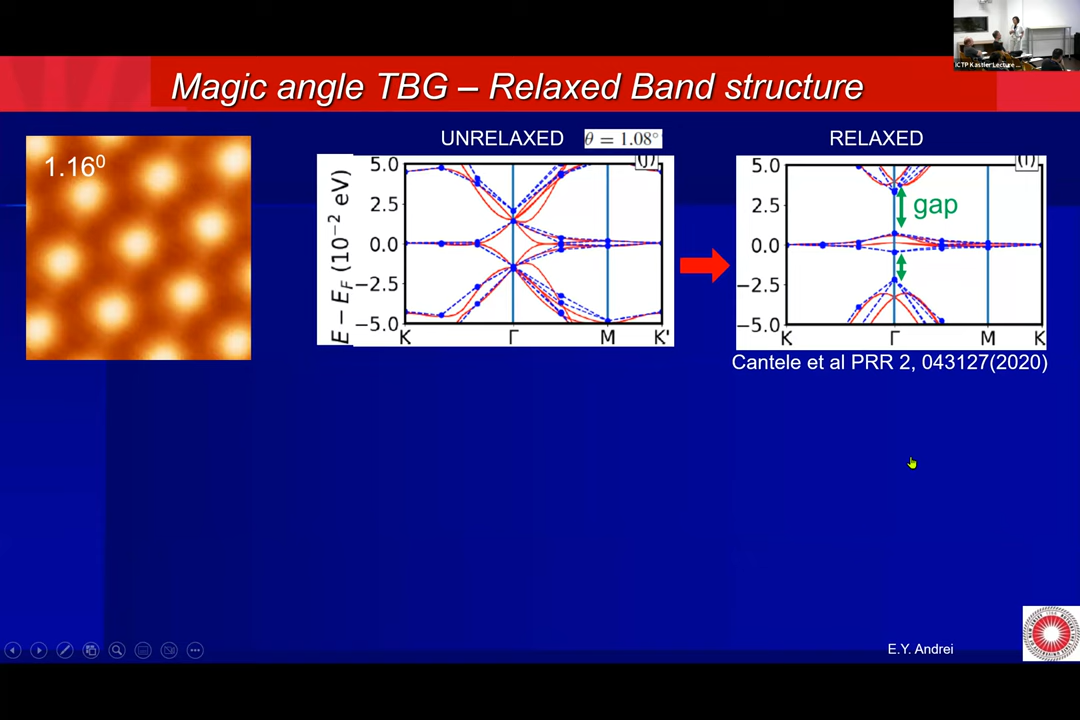 ICTP Kastler Lecture ...
Magic angle TBG – Relaxed Band structure
1.16⁰
UNRELAXED
θ = 1.08°
RELAXED
E − E_F (10⁻² eV)
5.0
2.5
0.0
−2.5
−5.0
K
Γ
M
K'
5.0
2.5
0.0
−2.5
−5.0
gap
K
Γ
M
K
Cantele et al PRR 2, 043127(2020)
E.Y. Andrei